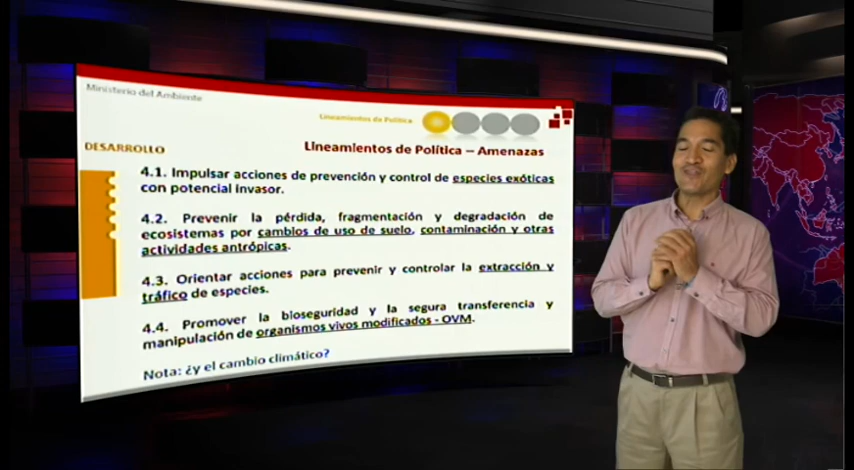 Ministerio del Ambiente
Lineamientos de Política
DESARROLLO
Lineamientos de Política – Amenazas
4.1. Impulsar acciones de prevención y control de especies exóticas
con potencial invasor.
4.2. Prevenir la pérdida, fragmentación y degradación de
ecosistemas por cambios de uso de suelo, contaminación y otras
actividades antrópicas.
4.3. Orientar acciones para prevenir y controlar la extracción y
tráfico de especies.
4.4. Promover la bioseguridad y la segura transferencia y
manipulación de organismos vivos modificados - OVM.
Nota: ¿y el cambio climático?